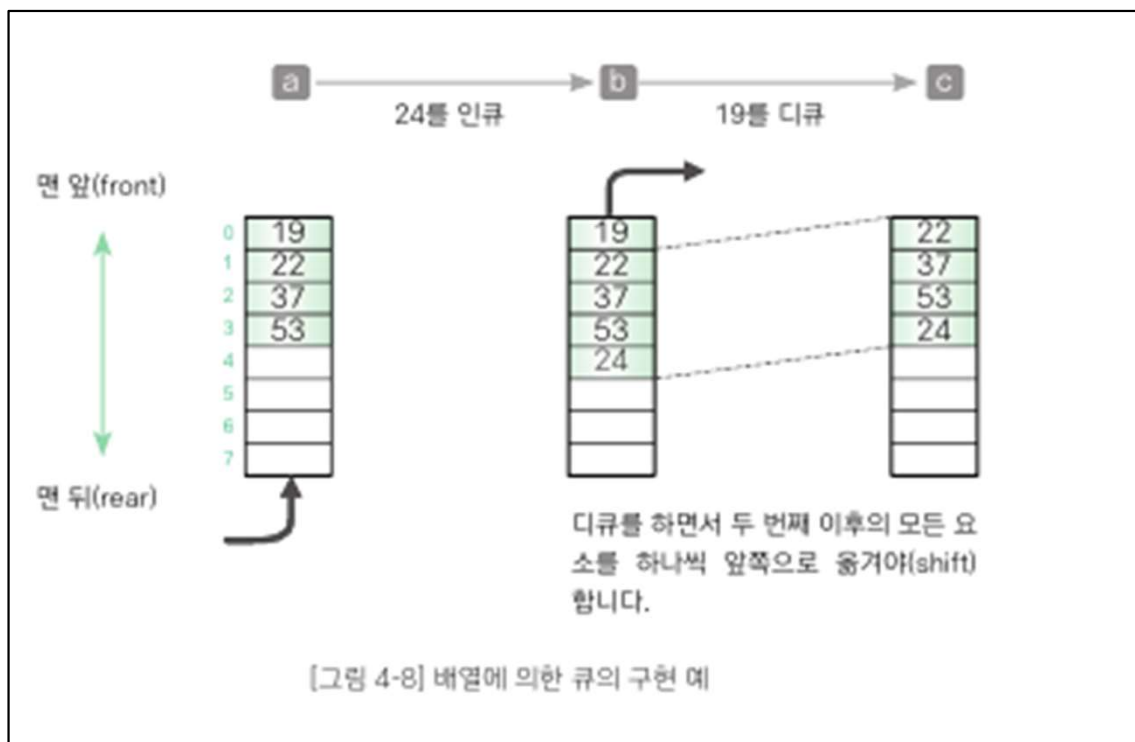 a b c
24를 인큐 19를 디큐
맨 앞(front)
맨 뒤(rear)
0 19
1 22
2 37
3 53
4
5
6
7
19
22
37
53
24
22
37
53
24
디큐를 하면서 두 번째 이후의 모든 요
소를 하나씩 앞쪽으로 옮겨야(shift)
합니다.
[그림 4-8] 배열에 의한 큐의 구현 예